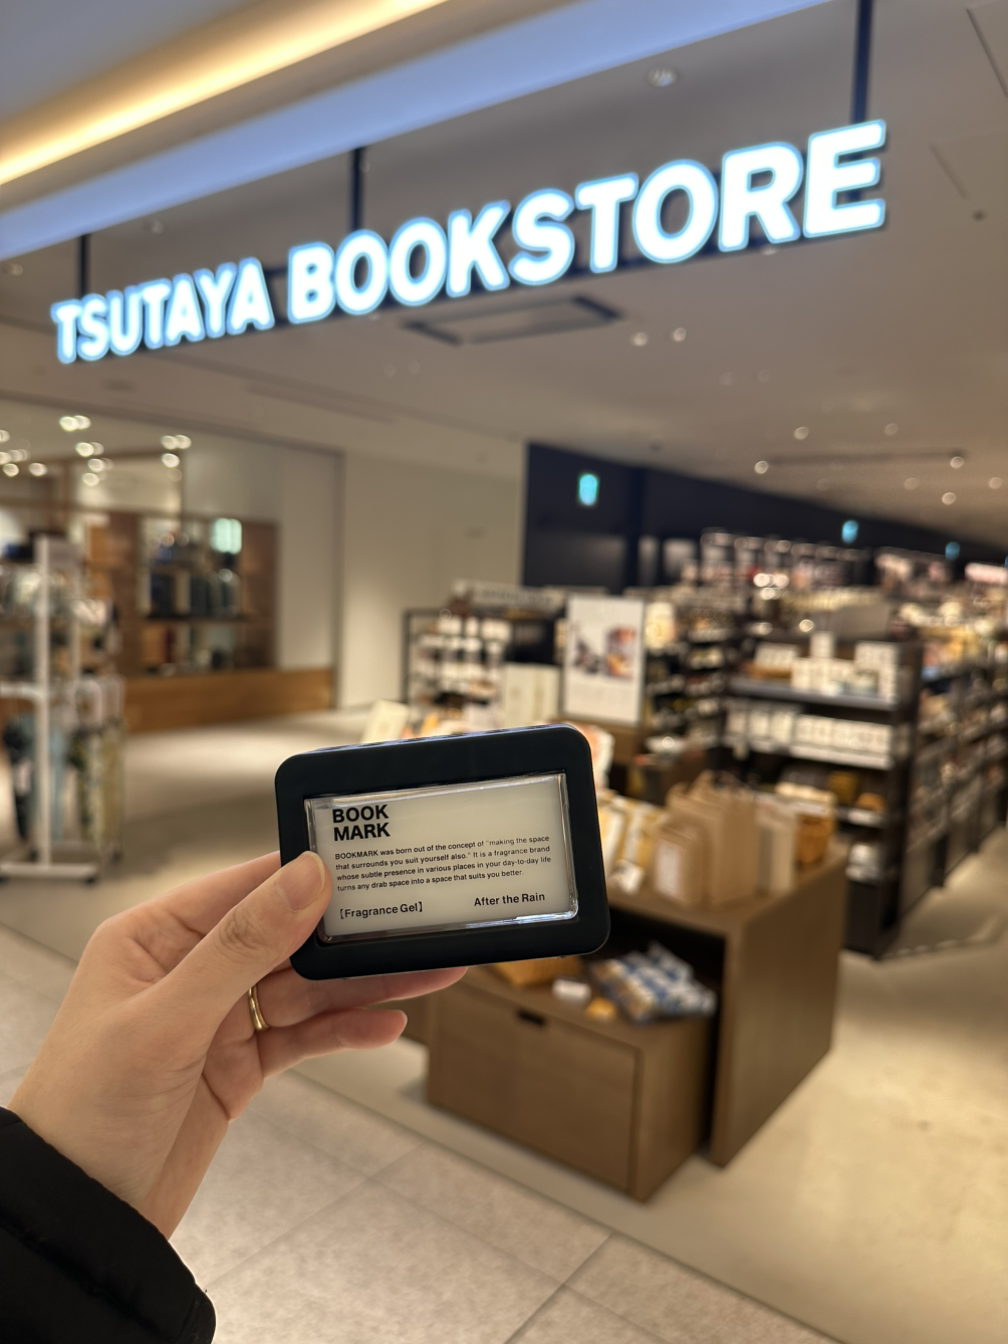 TSUTAYA BOOKSTORE
BOOK
MARK
BOOKMARK was born out of the concept of "making the space
that surrounds you suit yourself also." It is a fragrance brand
whose subtle presence in various places in your day-to-day life
turns any drab space into a space that suits you better.
【Fragrance Gel】 After the Rain